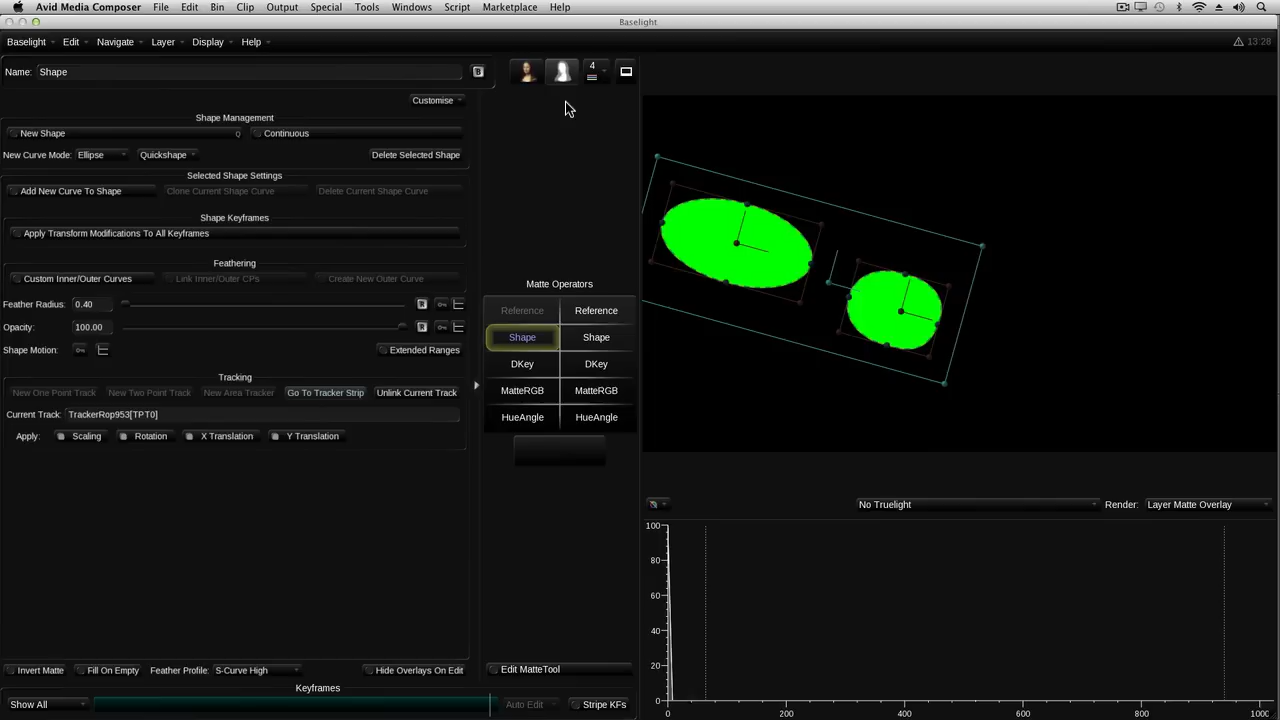 Avid Media Composer File Edit Bin Clip Output Special Tools Windows Script Marketplace Help
Baselight
Baselight Edit Navigate Layer Display Help 13:28
Name: Shape B 4
Customise
Shape Management
New Shape Q Continuous
New Curve Mode: Ellipse Quickshape Delete Selected Shape
Selected Shape Settings
Add New Curve To Shape Clone Current Shape Curve Delete Current Shape Curve
Shape Keyframes
Apply Transform Modifications To All Keyframes
Feathering
Custom Inner/Outer Curves Link Inner/Outer CPs Create New Outer Curve
Feather Radius: 0.40 R
Opacity: 100.00 R
Shape Motion: Extended Ranges
Tracking
New One Point Track New Two Point Track New Area Tracker Go To Tracker Strip Unlink Current Track
Current Track: TrackerRop953[TPT0]
Apply: Scaling Rotation X Translation Y Translation
Invert Matte Fill On Empty Feather Profile: S-Curve High Hide Overlays On Edit
Keyframes
Show All Auto Edit Stripe KFs
Matte Operators
Reference Reference
Shape Shape
DKey DKey
MatteRGB MatteRGB
HueAngle HueAngle
Edit MatteTool
No Truelight Render: Layer Matte Overlay
100
80
60
40
20
0
0 200 400 600 800 1000